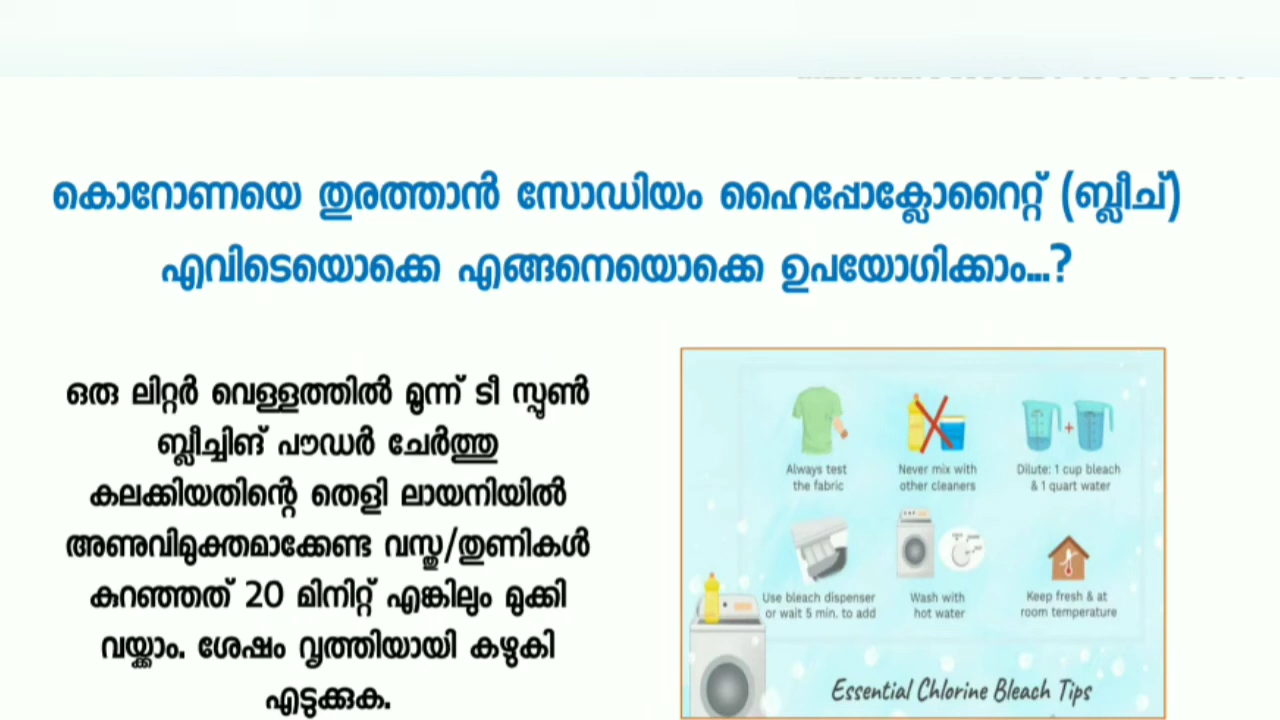 കൊറോണയെ തുരത്താൻ സോഡിയം ഹൈപ്പോക്ലോറൈറ്റ് (ബ്ലീച്)
എവിടെയൊക്കെ എങ്ങനെയൊക്കെ ഉപയോഗിക്കാം...?
ഒരു ലിറ്റർ വെള്ളത്തിൽ മൂന്ന് ടീ സ്പൂൺ
ബ്ലീച്ചിങ് പൗഡർ ചേർത്തു
കലക്കിയതിന്റെ തെളി ലായനിയിൽ
അണുവിമുക്തമാക്കേണ്ട വസ്തു/തുണികൾ
കുറഞ്ഞത് 20 മിനിറ്റ് എങ്കിലും മുക്കി
വയ്ക്കാം. ശേഷം വൃത്തിയായി കഴുകി
എടുക്കുക.
Always test
the fabric
Never mix with
other cleaners
Dilute: 1 cup bleach
& 1 quart water
Use bleach dispenser
or wait 5 min. to add
Wash with
hot water
Keep fresh & at
room temperature
Essential Chlorine Bleach Tips